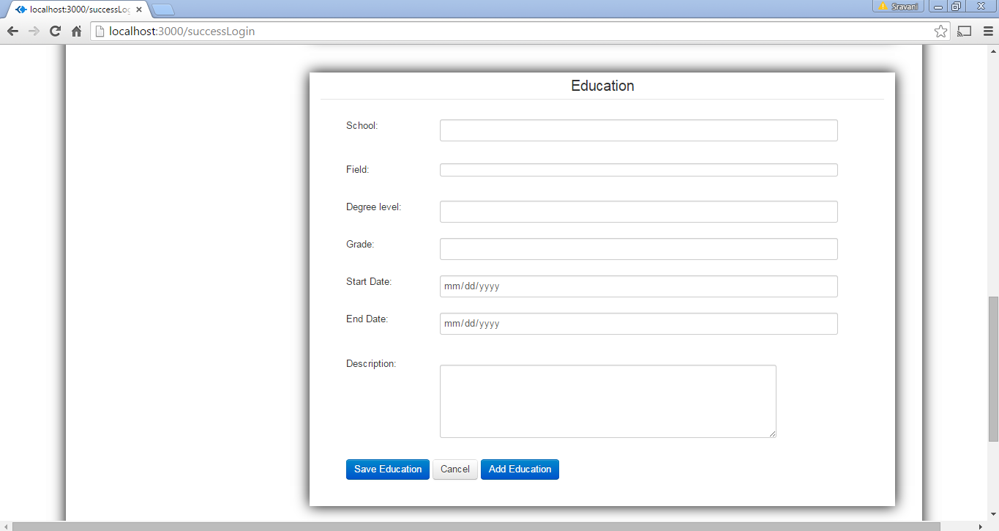 localhost:3000/successLog
Sravani
localhost:3000/successLogin
Education
School:
Field:
Degree level:
Grade:
Start Date: mm/dd/yyyy
End Date: mm/dd/yyyy
Description:
Save Education Cancel Add Education